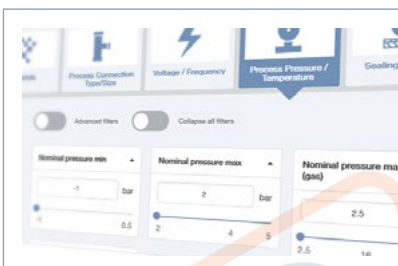 Process Connection
Type/Size
Voltage / Frequency
Process Pressure /
Temperature
Sealing
Advanced filters
Collapse all filters
Nominal pressure min
-1
bar
-1
0.5
Nominal pressure max
2
bar
2
4
5
Nominal pressure ma
(gas)
2.5
2.5
16